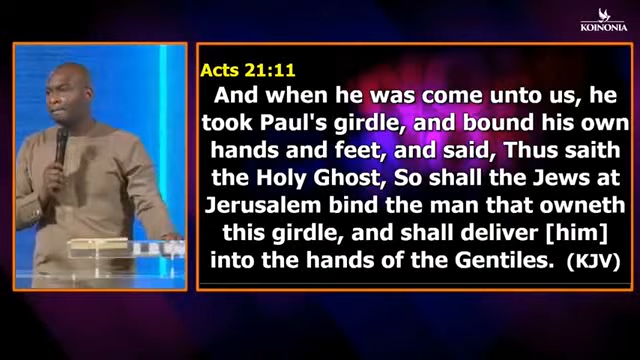 KOINONIA
Acts 21:11
And when he was come unto us, he
took Paul's girdle, and bound his own
hands and feet, and said, Thus saith
the Holy Ghost, So shall the Jews at
Jerusalem bind the man that owneth
this girdle, and shall deliver [him]
into the hands of the Gentiles. (KJV)